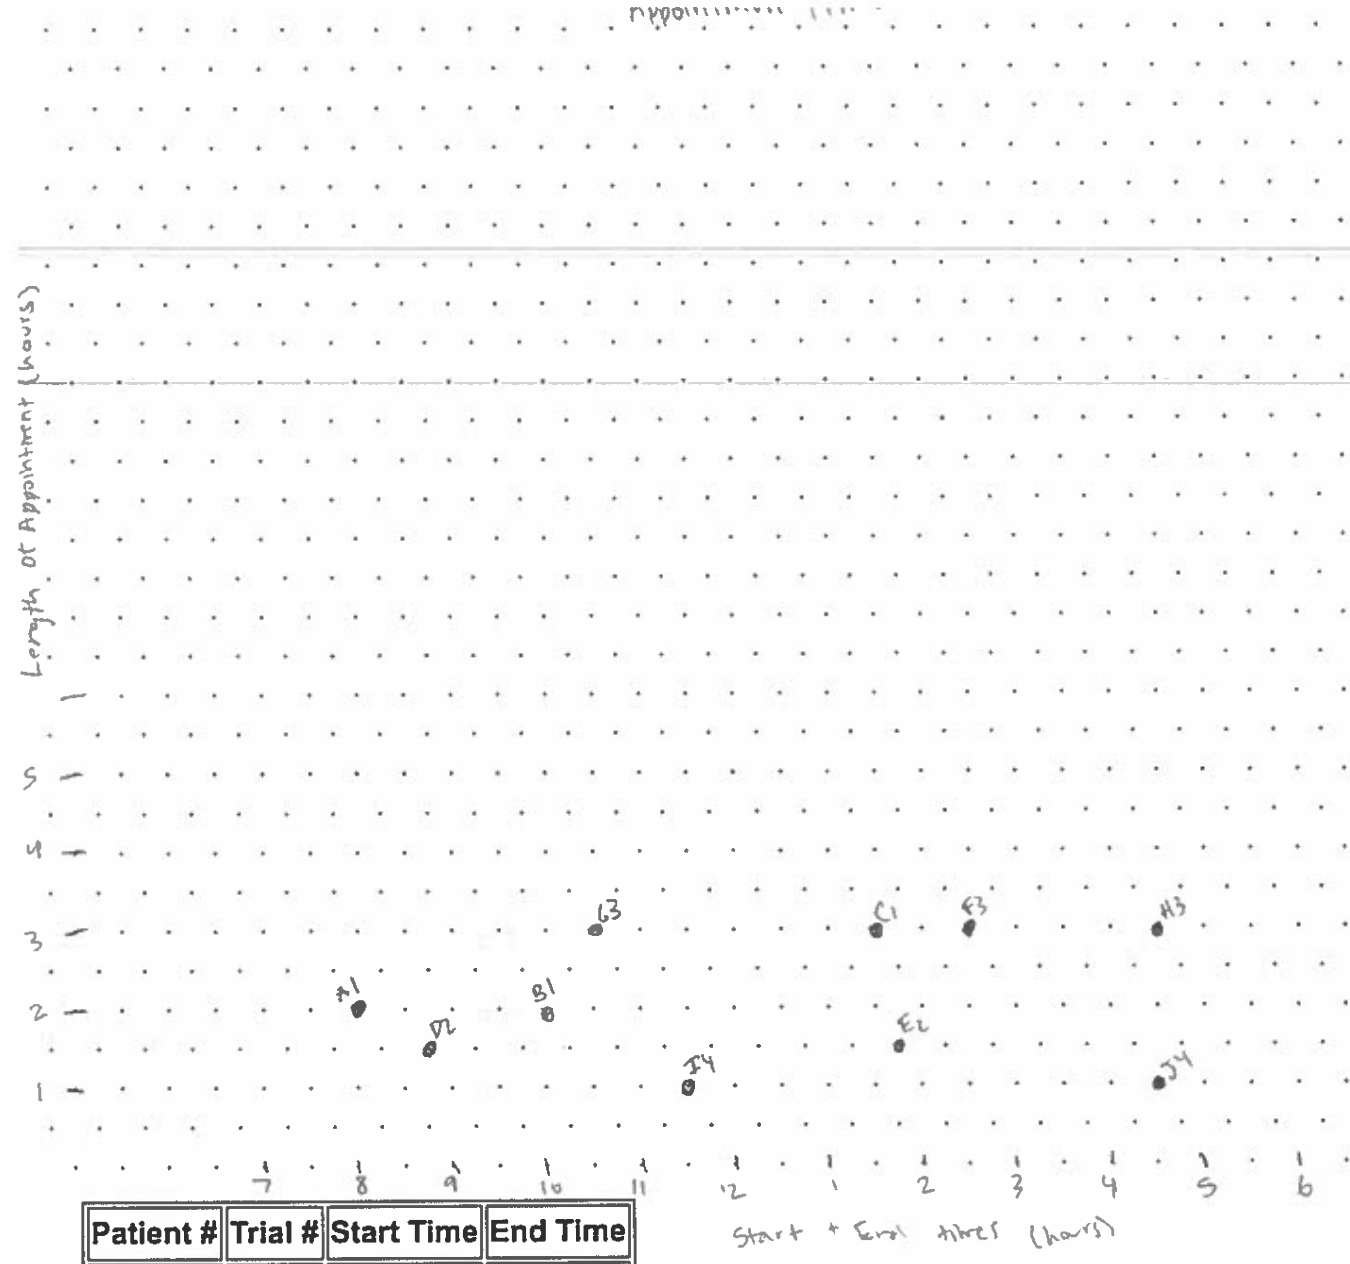 Length of Appointment (hours)
5
4
3
2
1
G3
C1
F3
H3
A1
B1
D2
E2
I4
J4
7 8 9 10 11 12 1 2 3 4 5 6
Start + End times (hours)
Patient # Trial # Start Time End Time